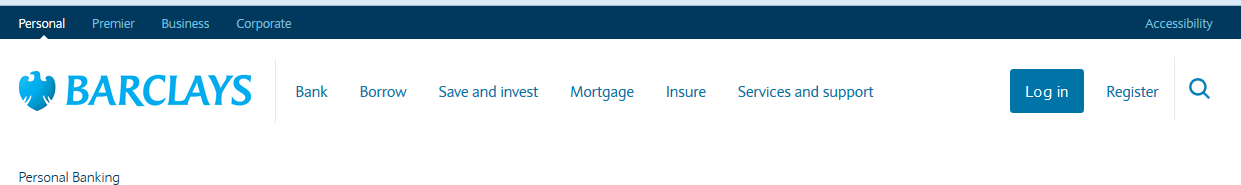 Personal Premier Business Corporate Accessibility
BARCLAYS Bank Borrow Save and invest Mortgage Insure Services and support Log in Register
Personal Banking